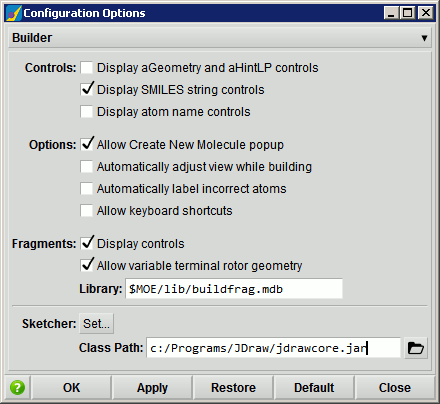 Configuration Options
Builder
Controls: Display aGeometry and aHintLP controls
Display SMILES string controls
Display atom name controls
Options: Allow Create New Molecule popup
Automatically adjust view while building
Automatically label incorrect atoms
Allow keyboard shortcuts
Fragments: Display controls
Allow variable terminal rotor geometry
Library: $MOE/lib/buildfrag.mdb
Sketcher: Set...
Class Path: c:/Programs/JDraw/jdrawcore.jar
? OK Apply Restore Default Close